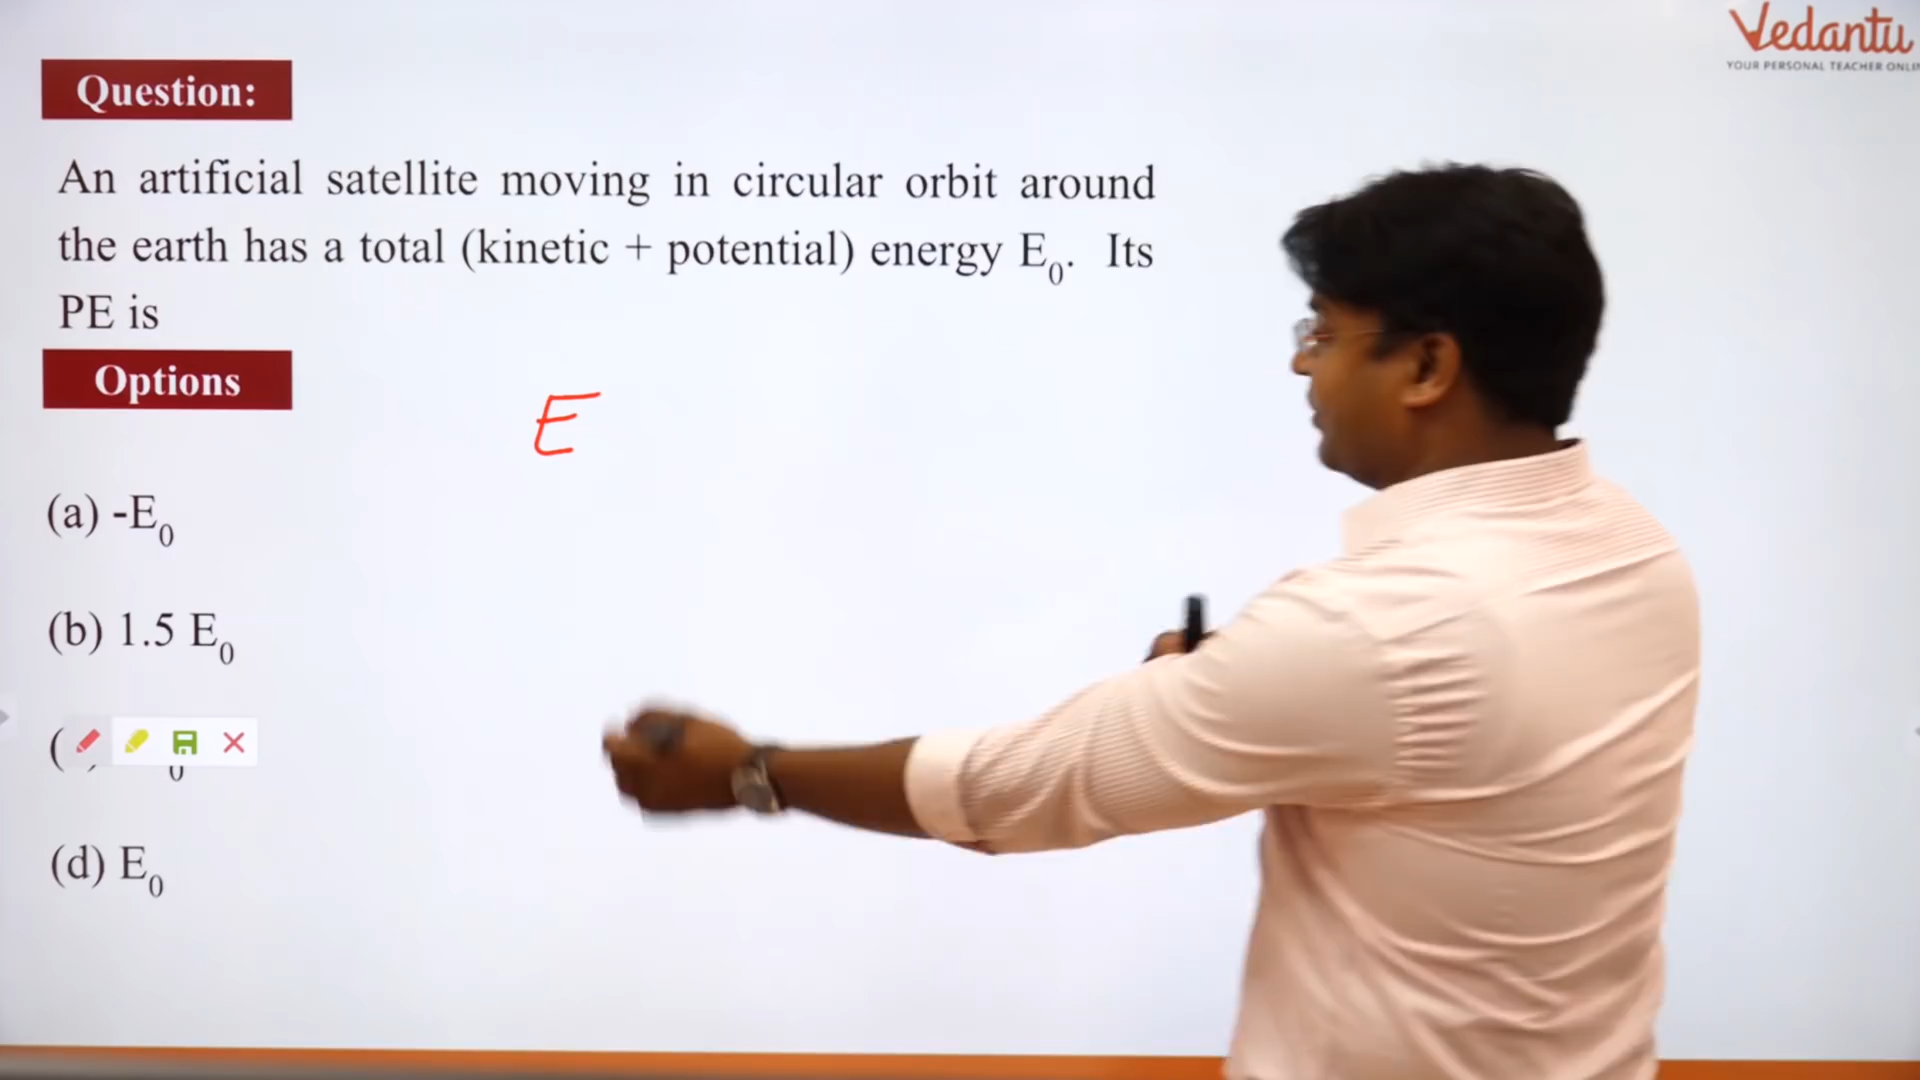 Vedantu
YOUR PERSONAL TEACHER ONLI
Question:
An artificial satellite moving in circular orbit around
the earth has a total (kinetic + potential) energy E₀. Its
PE is
Options
E
(a) -E₀
(b) 1.5 E₀
(
(d) E₀